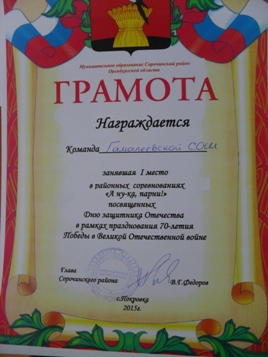 Муниципальное образование Сорочинский район
Оренбургской области
ГРАМОТА
Награждается
Команда Гамалеевской СОШ
занявшая I место
в районных соревнованиях
«А ну-ка, парни!»
посвященных
Дню защитника Отечества
в рамках празднования 70-летия
Победы в Великой Отечественной войне
Глава
Сорочинского района
В.Г.Федоров
с.Покровка
2015г.